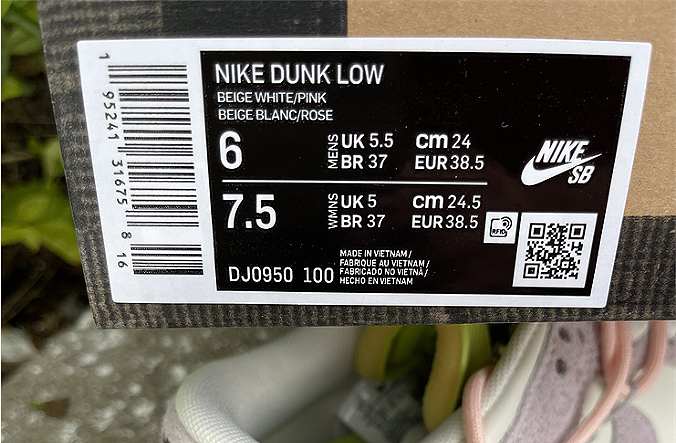 NIKE DUNK LOW
BEIGE WHITE/PINK
BEIGE BLANC/ROSE
6 MENS UK 5.5 cm 24
BR 37 EUR 38.5
7.5 WMNS UK 5 cm 24.5
BR 37 EUR 38.5
NIKE
SB
RFID
DJ0950 100
MADE IN VIETNAM /
FABRIQUE AU VIETNAM /
FABRICADO NO VIETNÃ /
HECHO EN VIETNAM
1 95241 31675 8 16